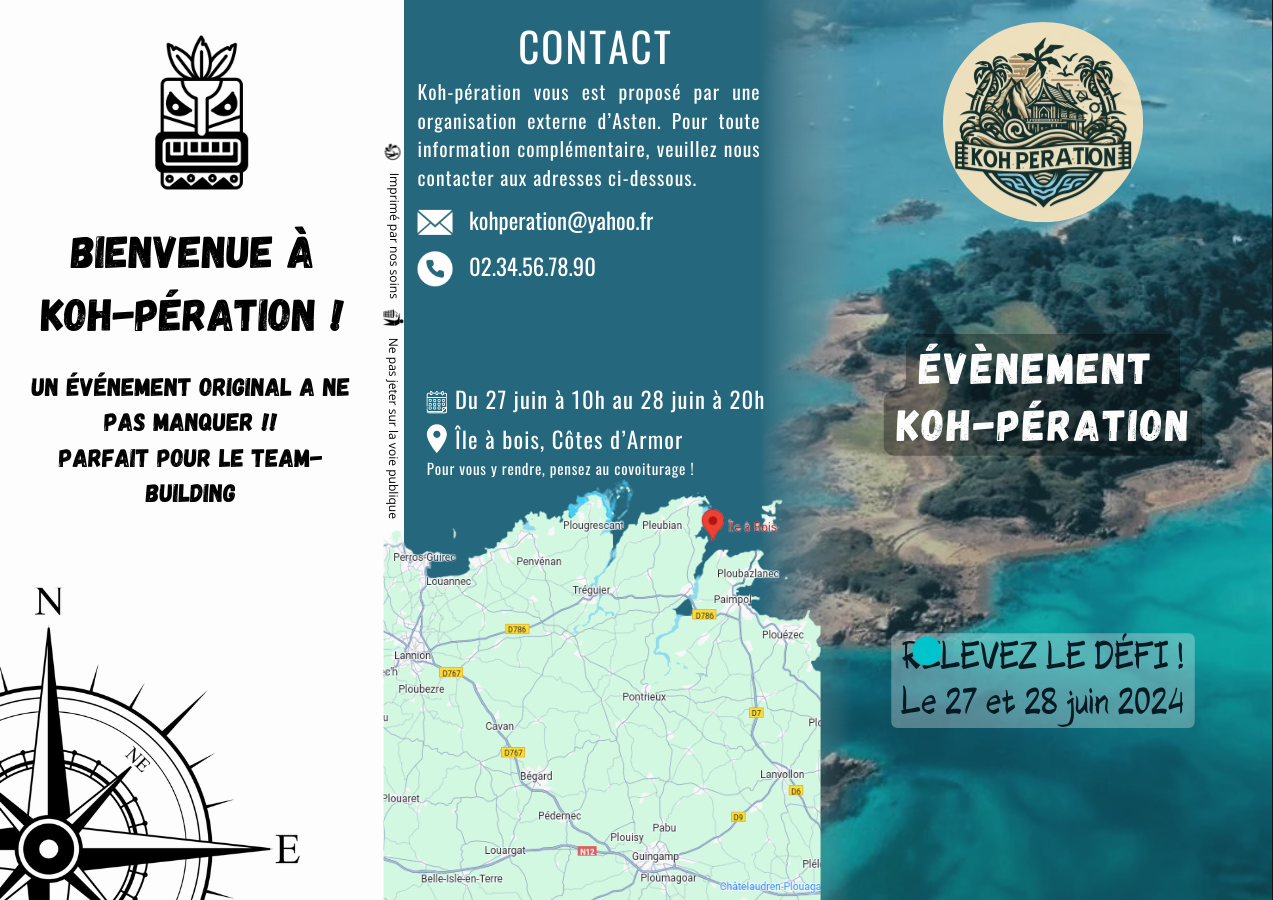 BIENVENUE À
KOH-PÉRATION !
UN ÉVÉNEMENT ORIGINAL A NE
PAS MANQUER !!
PARFAIT POUR LE TEAM-
BUILDING
N
NE
E
Imprimé par nos soins
Ne pas jeter sur la voie publique
CONTACT
Koh-pération vous est proposé par une
organisation externe d’Asten. Pour toute
information complémentaire, veuillez nous
contacter aux adresses ci-dessous.
kohperation@yahoo.fr
02.34.56.78.90
Du 27 juin à 10h au 28 juin à 20h
Île à bois, Côtes d’Armor
Pour vous y rendre, pensez au covoiturage !
Plougrescant
Pleubian
Île à Bois
Perros-Guirec
Penvénan
Louannec
Ploubazlanec
Tréguier
Paimpol
D786
D786
Plouézec
Lannion
D767
Ploubezre
Pontrieux
D7
Cavan
D767
Bégard
Lanvollon
D6
Plouaret
Pédernec
D9
Pabu
Plouisy
Louargat
N12
Guingamp
Belle-Isle-en-Terre
Ploumagoar
Châtelaudren-Plouaga
KOH PERATION
ÉVÈNEMENT
KOH-PÉRATION
RELEVEZ LE DÉFI !
Le 27 et 28 juin 2024